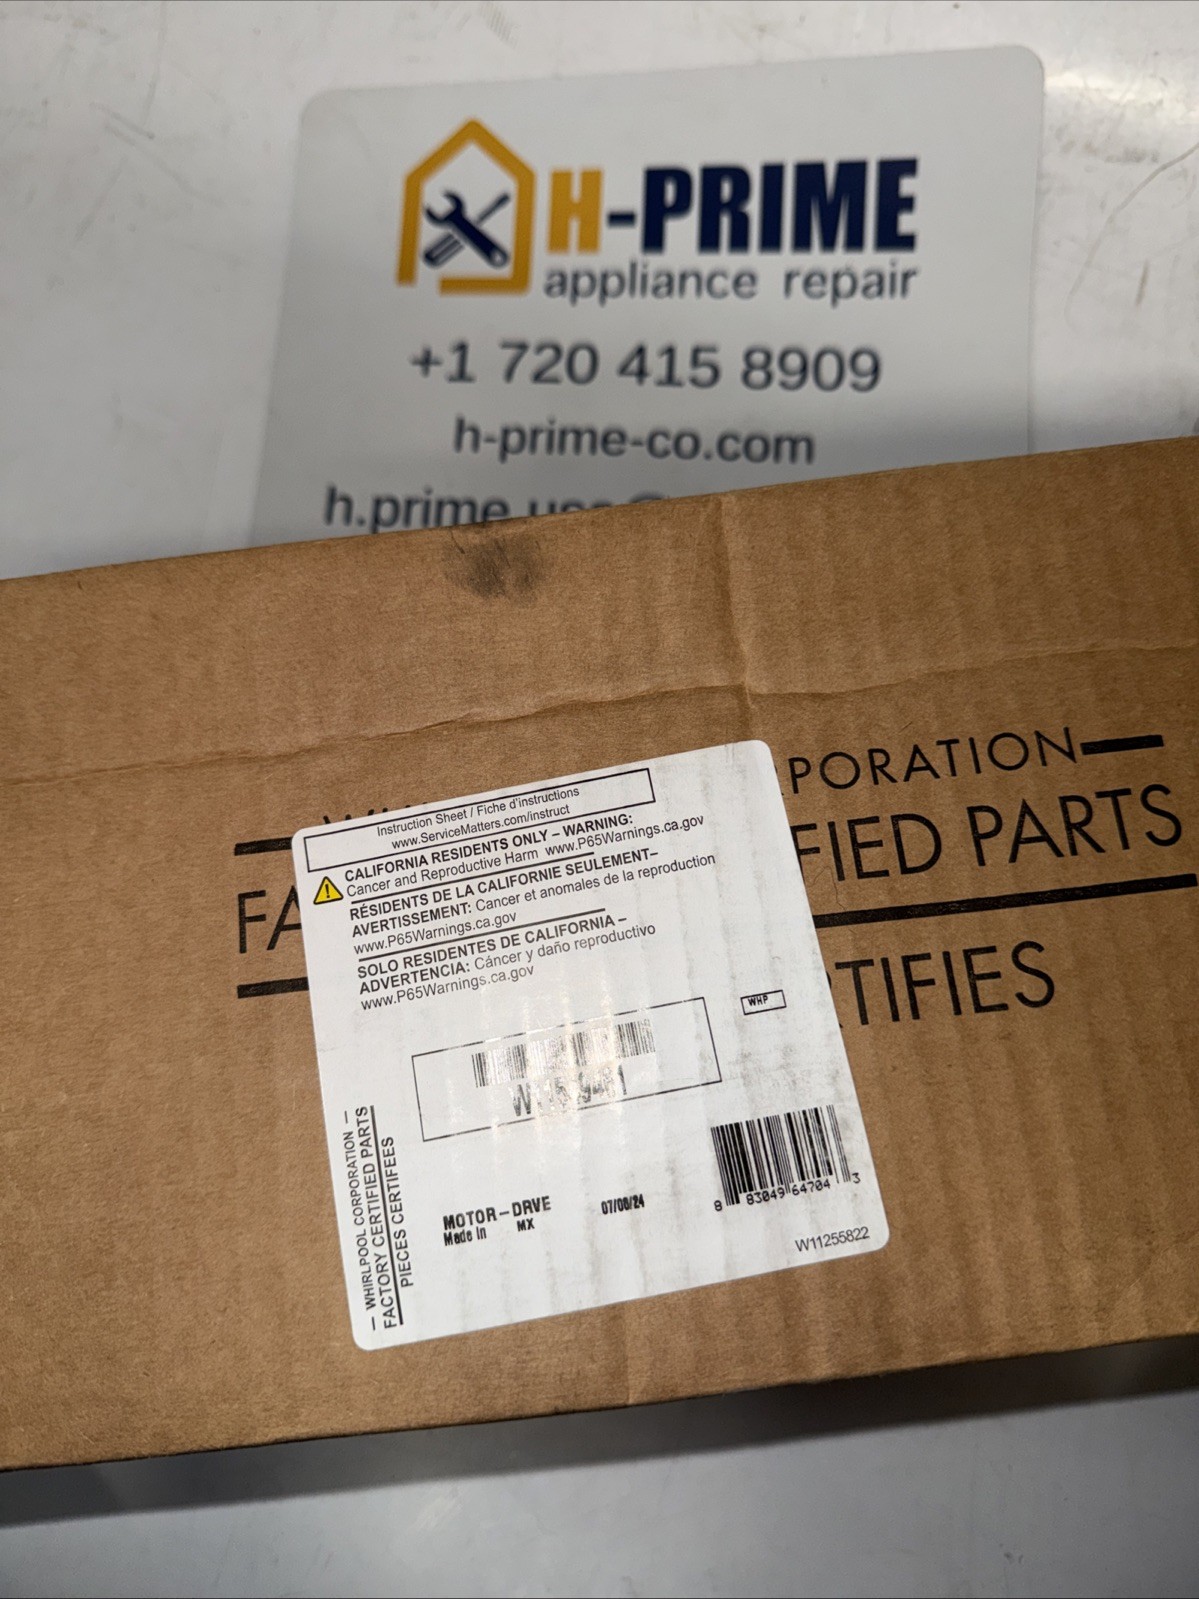 H-PRIME
appliance repair
+1 720 415 8909
h-prime-co.com
h.prime
PORATION
FIED PARTS
FA
TIFIES
Instruction Sheet / Fiche d'instructions
www.ServiceMatters.com/instruct
CALIFORNIA RESIDENTS ONLY – WARNING:
Cancer and Reproductive Harm www.P65Warnings.ca.gov
RÉSIDENTS DE LA CALIFORNIE SEULEMENT–
AVERTISSEMENT: Cancer et anomales de la reproduction
www.P65Warnings.ca.gov
SOLO RESIDENTES DE CALIFORNIA –
ADVERTENCIA: Cáncer y daño reproductivo
www.P65Warnings.ca.gov
WHP
MOTOR-DRVE
Made in MX
07/08/24
8 83049 64704 3
W11255822
– WHIRLPOOL CORPORATION –
FACTORY CERTIFIED PARTS
PIECES CERTIFEES